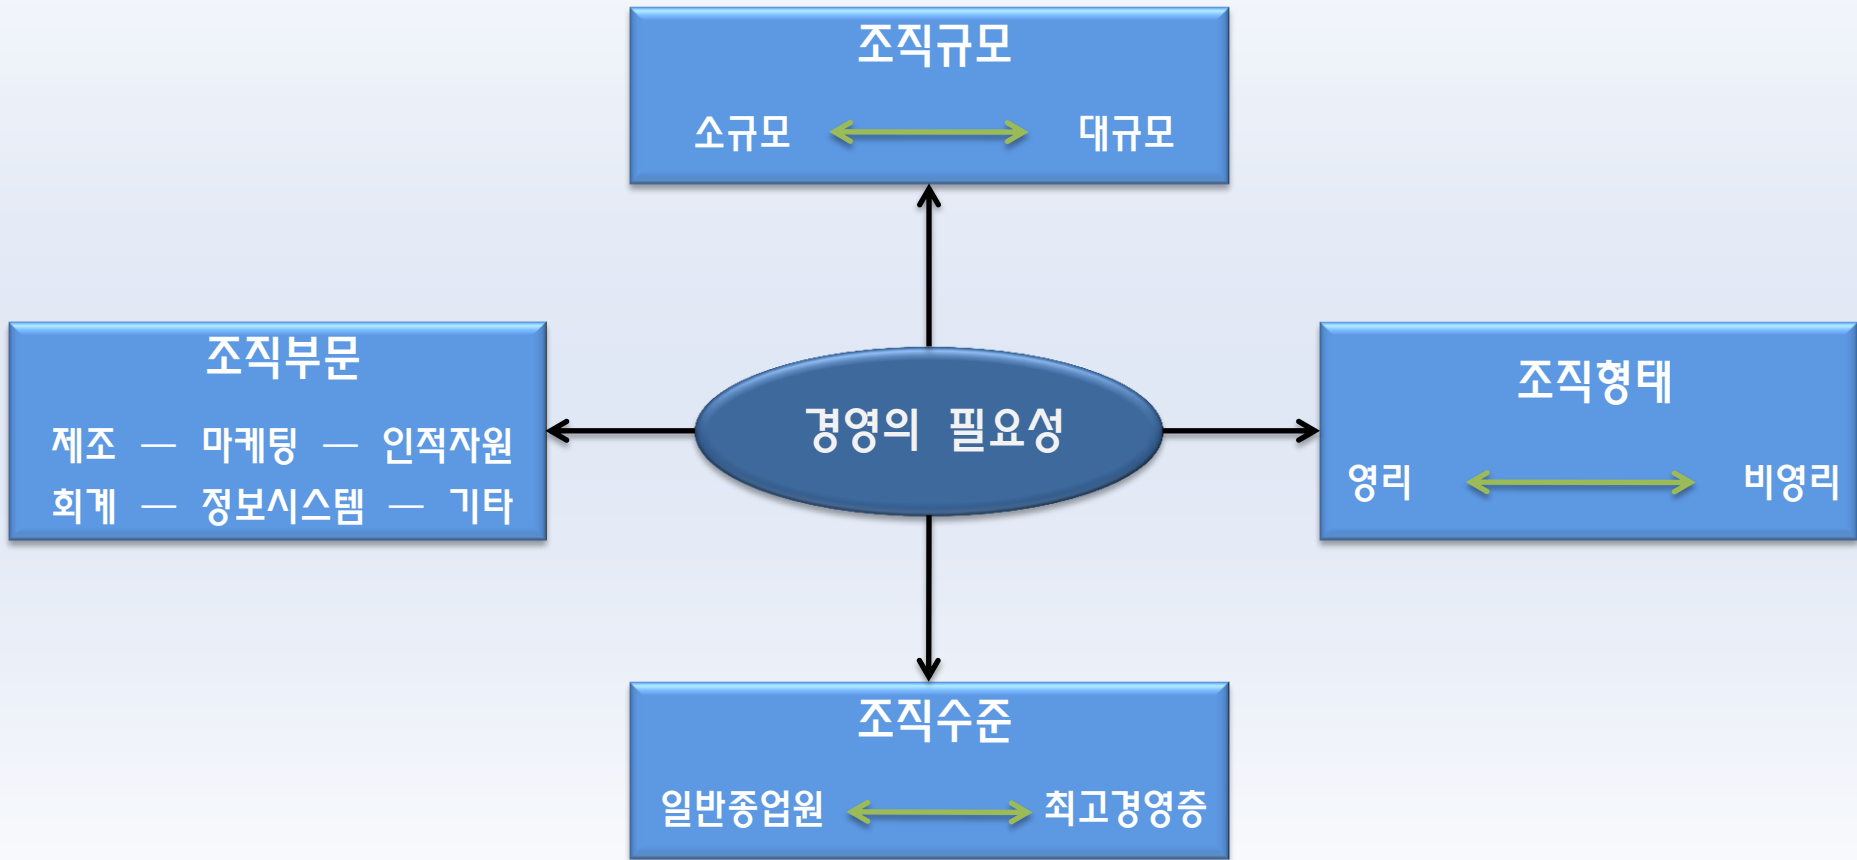 조직규모
소규모 대규모
조직부문
제조 — 마케팅 — 인적자원
회계 — 정보시스템 — 기타
경영의 필요성
조직형태
영리 비영리
조직수준
일반종업원 최고경영층